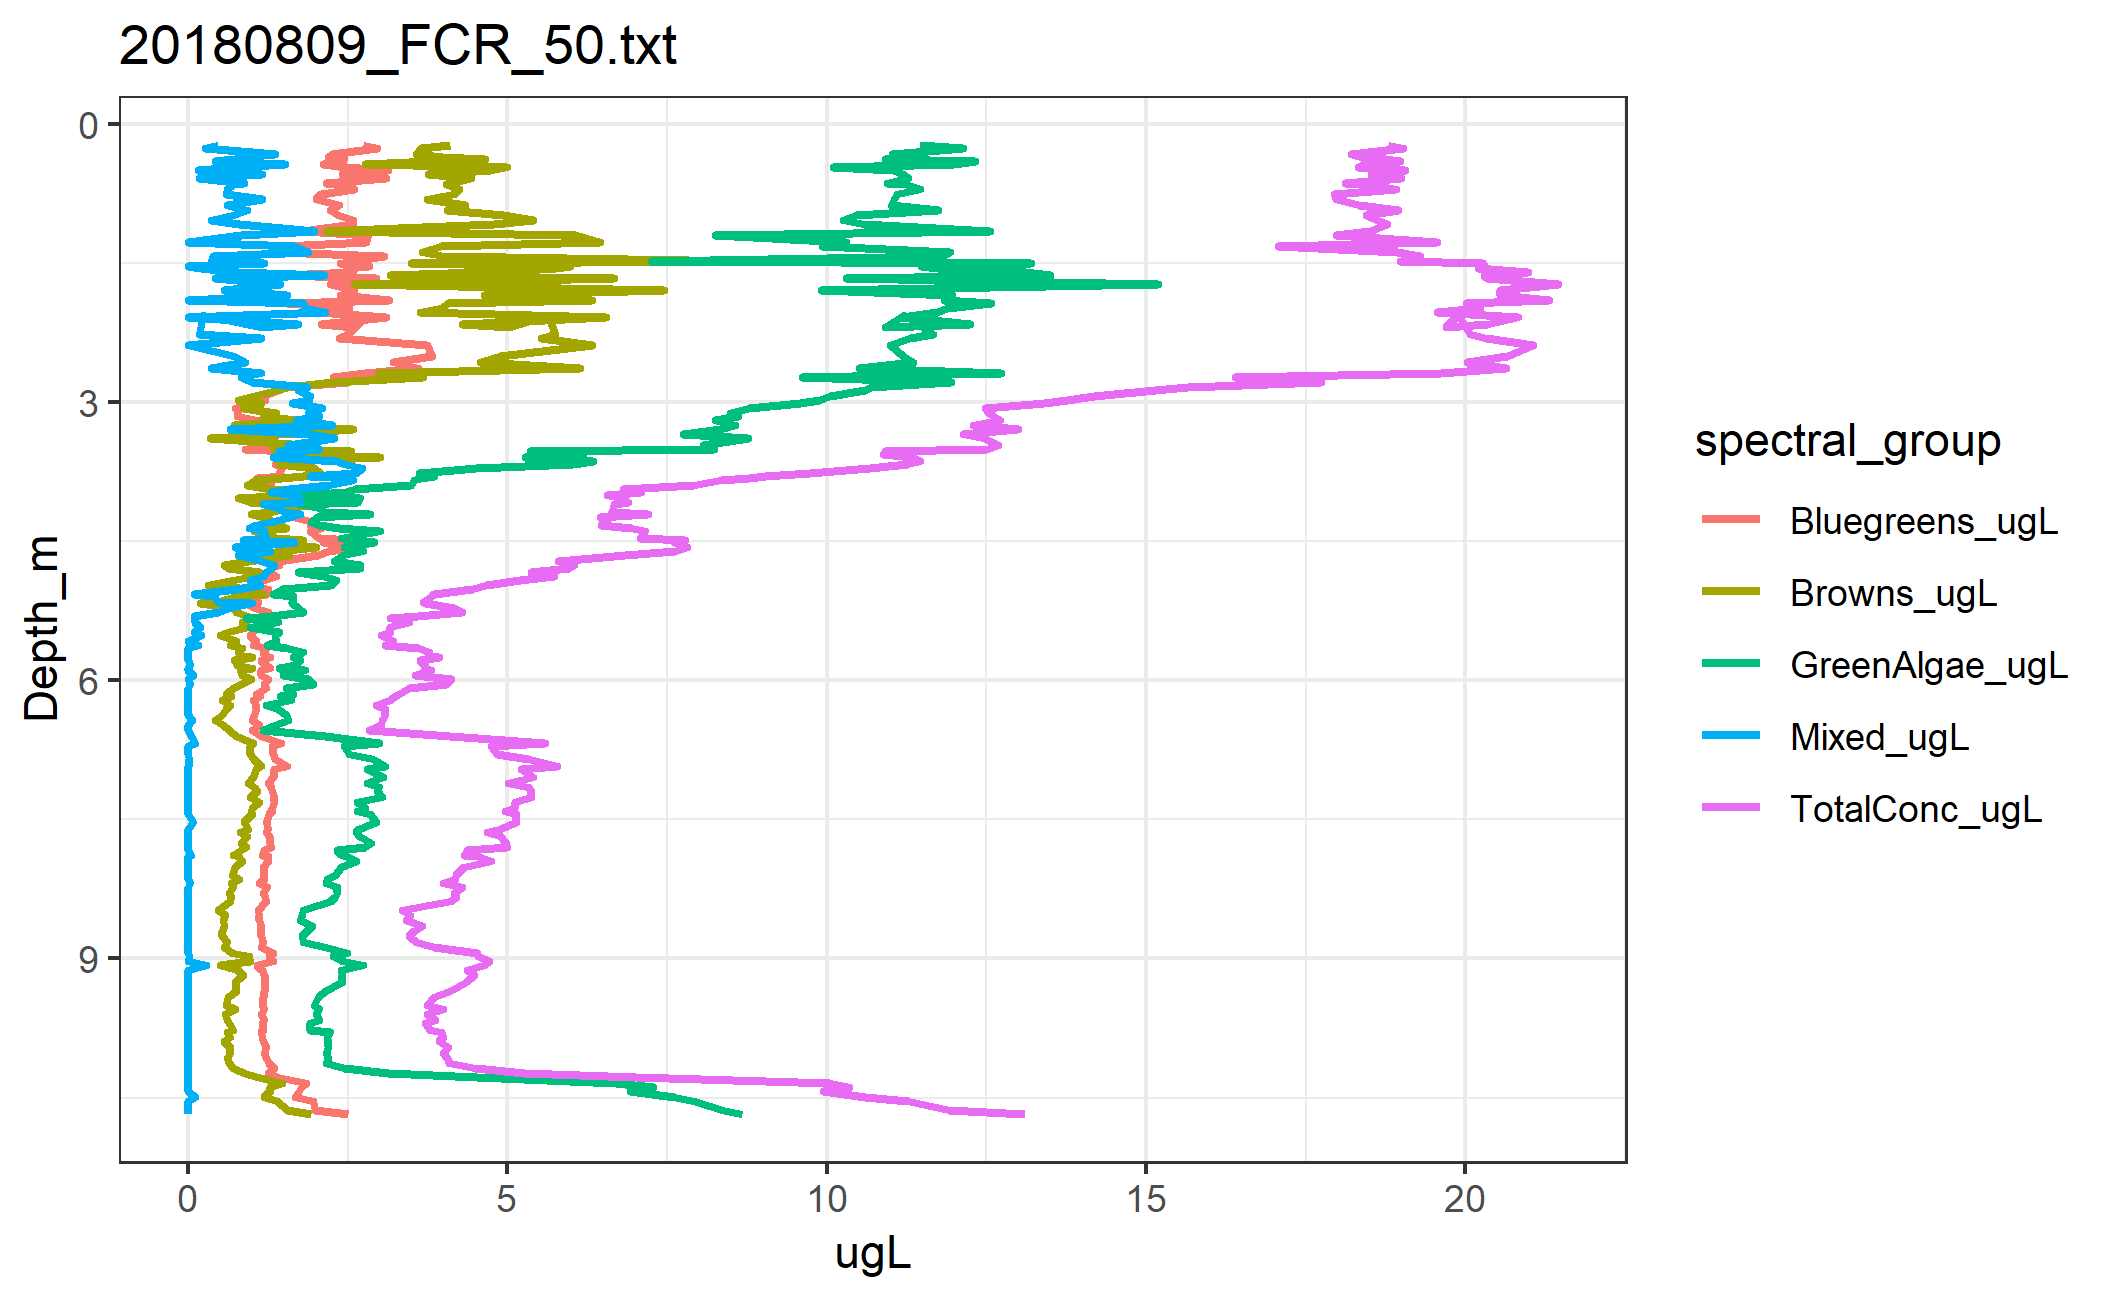 20180809_FCR_50.txt
0
3
6
9
Depth_m
0
5
10
15
20
ugL
spectral_group
Bluegreens_ugL
Browns_ugL
GreenAlgae_ugL
Mixed_ugL
TotalConc_ugL